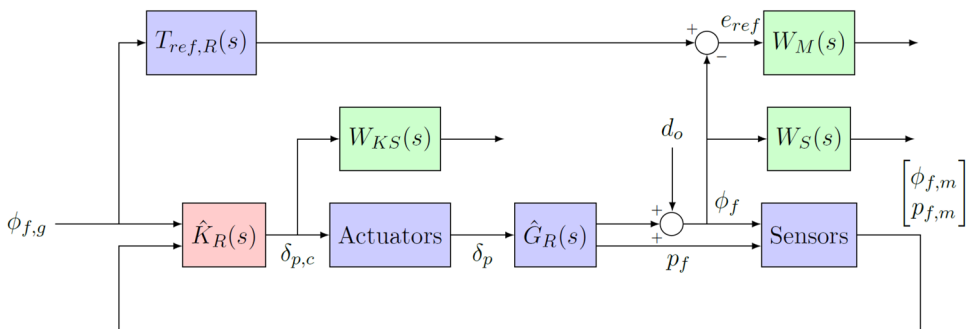 T_{ref,R}(s)
+
−
e_{ref}
W_M(s)
W_{KS}(s)
d_o
W_S(s)
[ϕ_{f,m}
p_{f,m}]
ϕ_{f,g}
K̂_R(s)
δ_{p,c}
Actuators
δ_p
Ĝ_R(s)
+
+
ϕ_f
p_f
Sensors